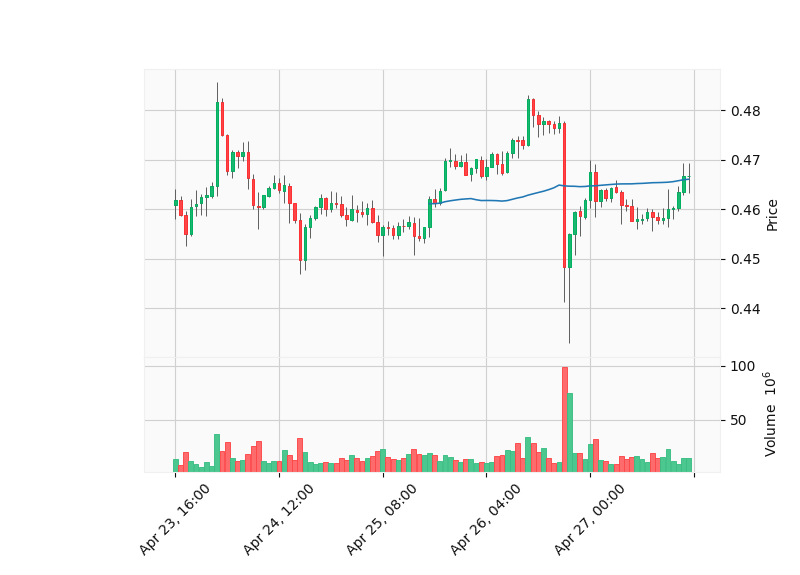 0.48
0.47
0.46
0.45
0.44
Price
100
50
Volume 10^6
Apr 23, 16:00
Apr 24, 12:00
Apr 25, 08:00
Apr 26, 04:00
Apr 27, 00:00